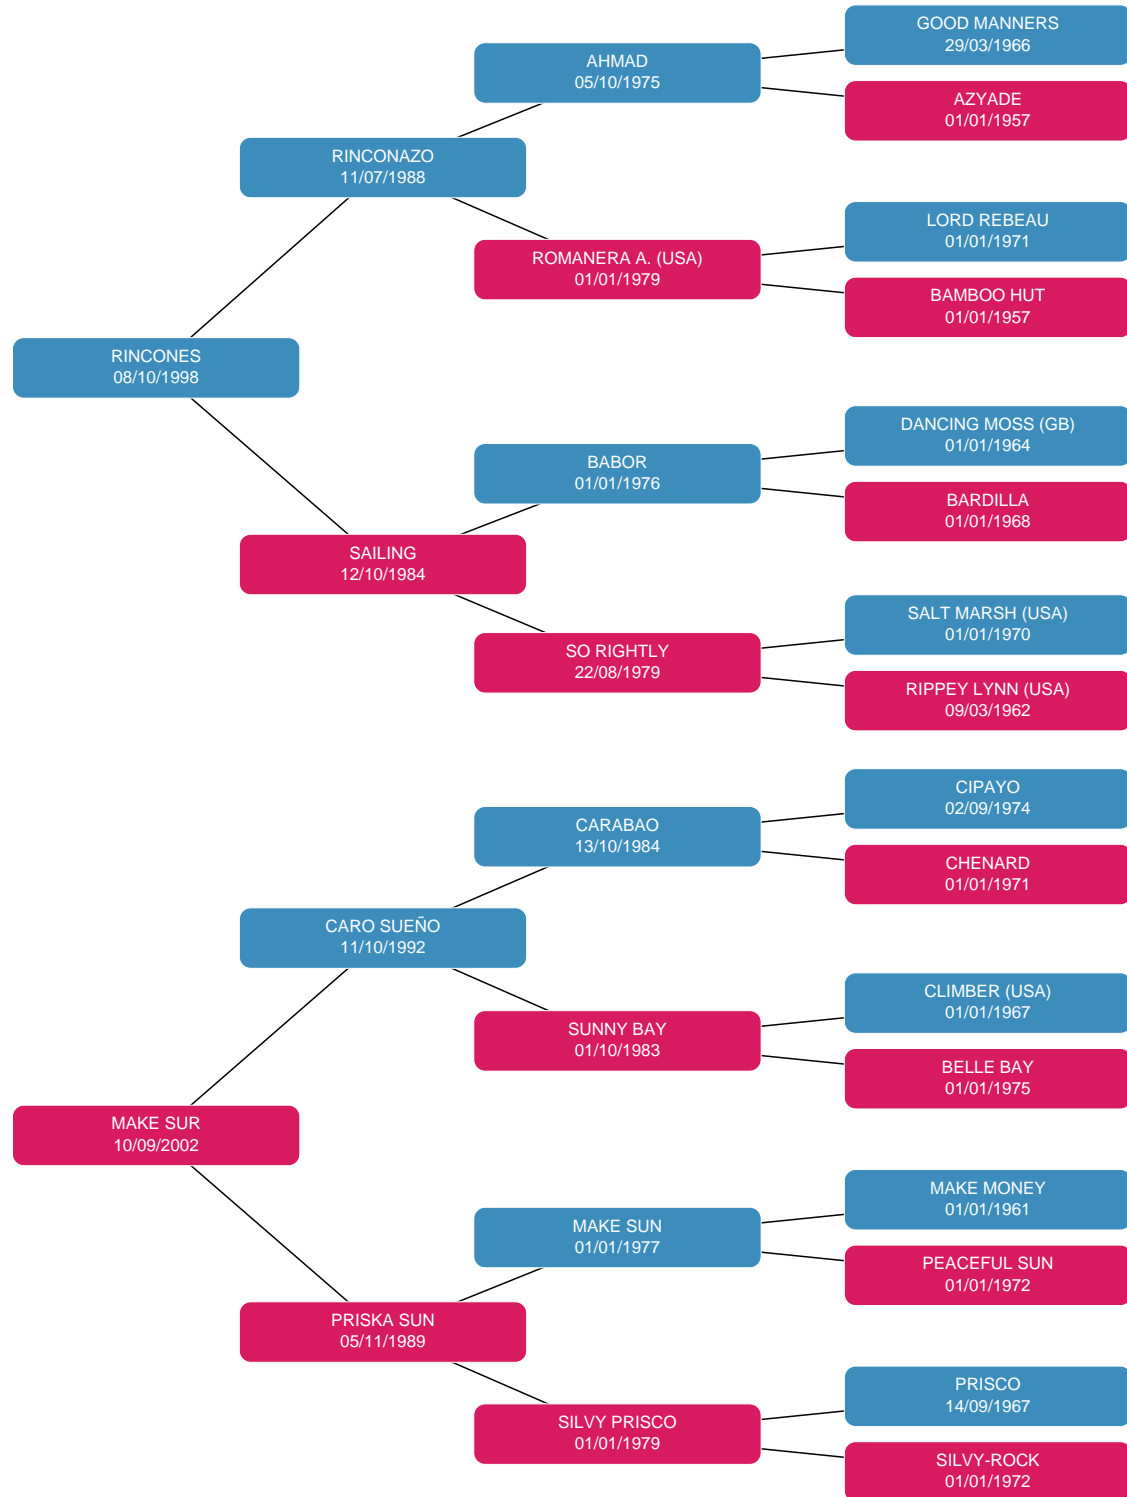 GOOD MANNERS
29/03/1966
AHMAD
05/10/1975
AZYADE
01/01/1957
RINCONAZO
11/07/1988
LORD REBEAU
01/01/1971
ROMANERA A. (USA)
01/01/1979
BAMBOO HUT
01/01/1957
RINCONES
08/10/1998
DANCING MOSS (GB)
01/01/1964
BABOR
01/01/1976
BARDILLA
01/01/1968
SAILING
12/10/1984
SALT MARSH (USA)
01/01/1970
SO RIGHTLY
22/08/1979
RIPPEY LYNN (USA)
09/03/1962
CIPAYO
02/09/1974
CARABAO
13/10/1984
CHENARD
01/01/1971
CARO SUEÑO
11/10/1992
CLIMBER (USA)
01/01/1967
SUNNY BAY
01/10/1983
BELLE BAY
01/01/1975
MAKE SUR
10/09/2002
MAKE MONEY
01/01/1961
MAKE SUN
01/01/1977
PEACEFUL SUN
01/01/1972
PRISKA SUN
05/11/1989
PRISCO
14/09/1967
SILVY PRISCO
01/01/1979
SILVY-ROCK
01/01/1972